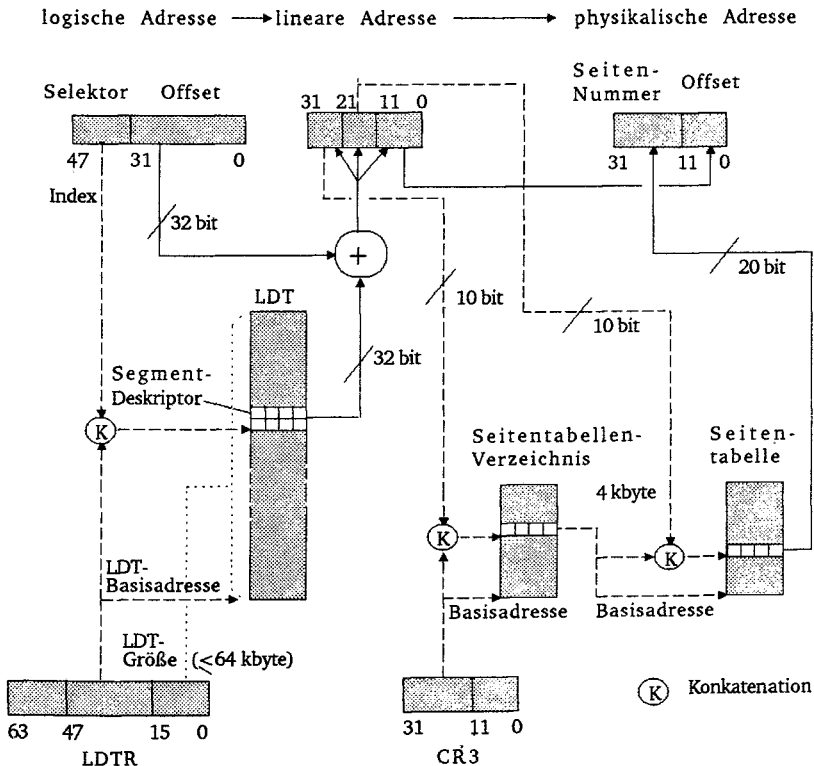 logische Adresse lineare Adresse physikalische Adresse
Seiten-
Nummer Offset
Selektor Offset
31 21 11 0
47 31 0
31 11 0
Index
32 bit
+
20 bit
10 bit
10 bit
LDT
32 bit
Segment-
Deskriptor
K
Seitentabellen-
Verzeichnis
Seiten-
tabelle
4 kbyte
K
K
LDT-
Basisadresse
Basisadresse
Basisadresse
LDT-
Größe (<64 kbyte)
K Konkatenation
63 47 15 0
31 11 0
LDTR
CR3